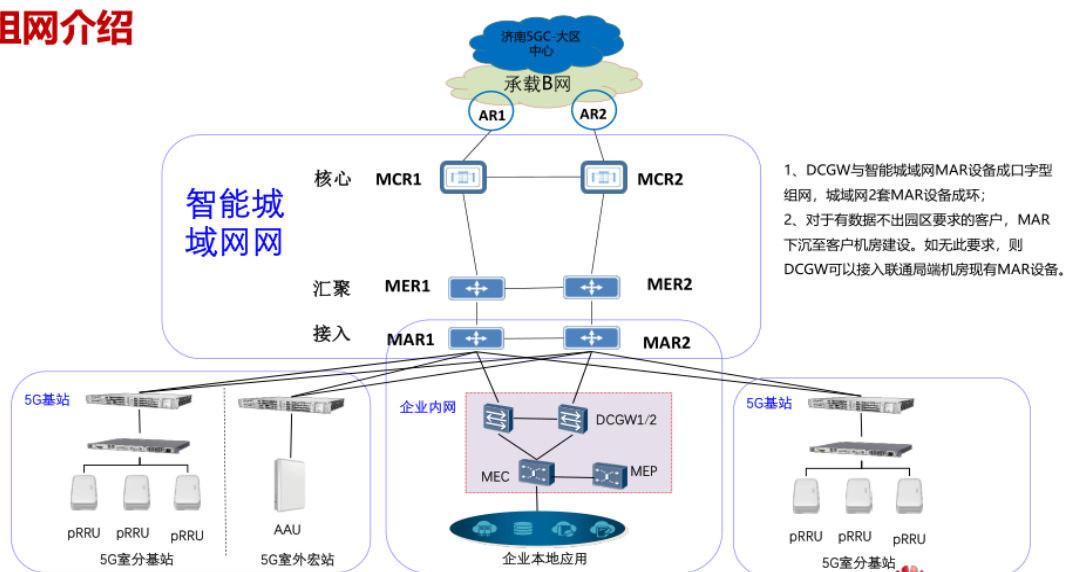 组网介绍
济南5GC-大区
中心
承载B网
AR1
AR2
核心
MCR1
MCR2
智能城
域网网
汇聚
MER1
MER2
接入
MAR1
MAR2
1、DCGW与智能城域网MAR设备成口字型
组网，城域网2套MAR设备成环；
2、对于有数据不出园区要求的客户，MAR
下沉至客户机房建设。如无此要求，则
DCGW可以接入联通局端机房现有MAR设备。
5G基站
企业内网
DCGW1/2
MEC
MEP
5G基站
pRRU
pRRU
pRRU
AAU
5G室分基站
5G室外宏站
企业本地应用
pRRU
pRRU
pRRU
5G室分基站